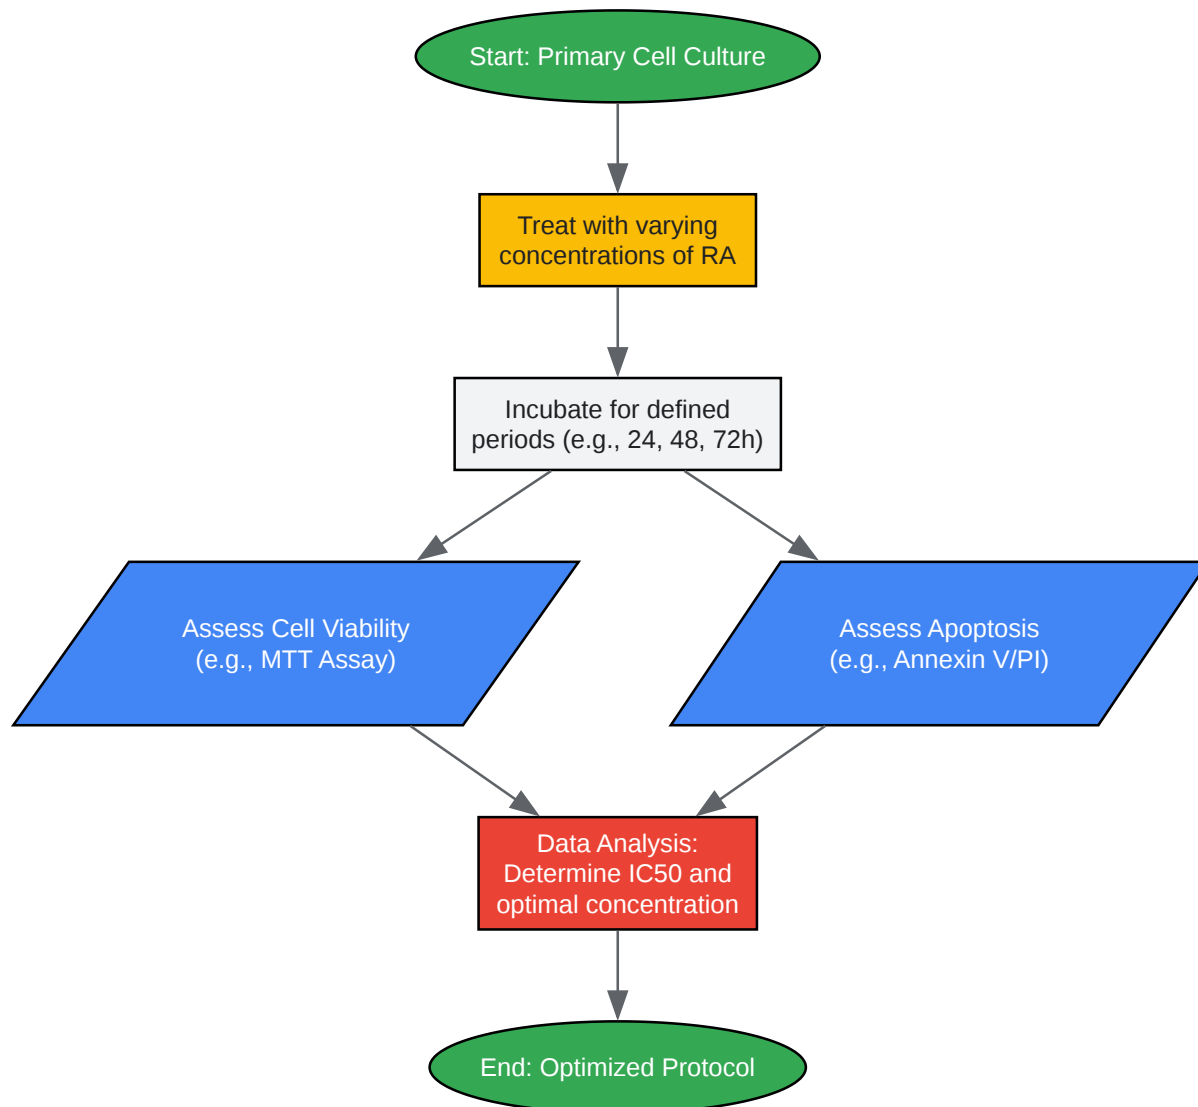 Start: Primary Cell Culture
Treat with varying
concentrations of RA
Incubate for defined
periods (e.g., 24, 48, 72h)
Assess Cell Viability
(e.g., MTT Assay)
Assess Apoptosis
(e.g., Annexin V/PI)
Data Analysis:
Determine IC50 and
optimal concentration
End: Optimized Protocol